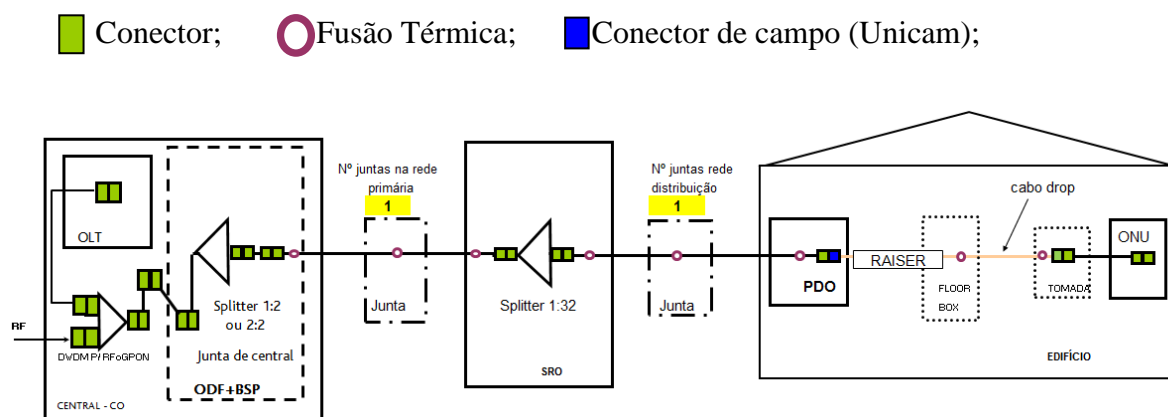 Conector;
Fusão Térmica;
Conector de campo (Unicam);
Nº juntas na rede
primária
1
Nº juntas rede
distribuição
1
cabo drop
OLT
ONU
RAISER
PDO
Splitter 1:2
ou 2:2
Junta
Splitter 1:32
Junta
FLOOR
BOX
TOMADA
RF
DWDM P/ RFoGPON
Junta de central
SRO
EDIFÍCIO
ODF+BSP
CENTRAL - CO